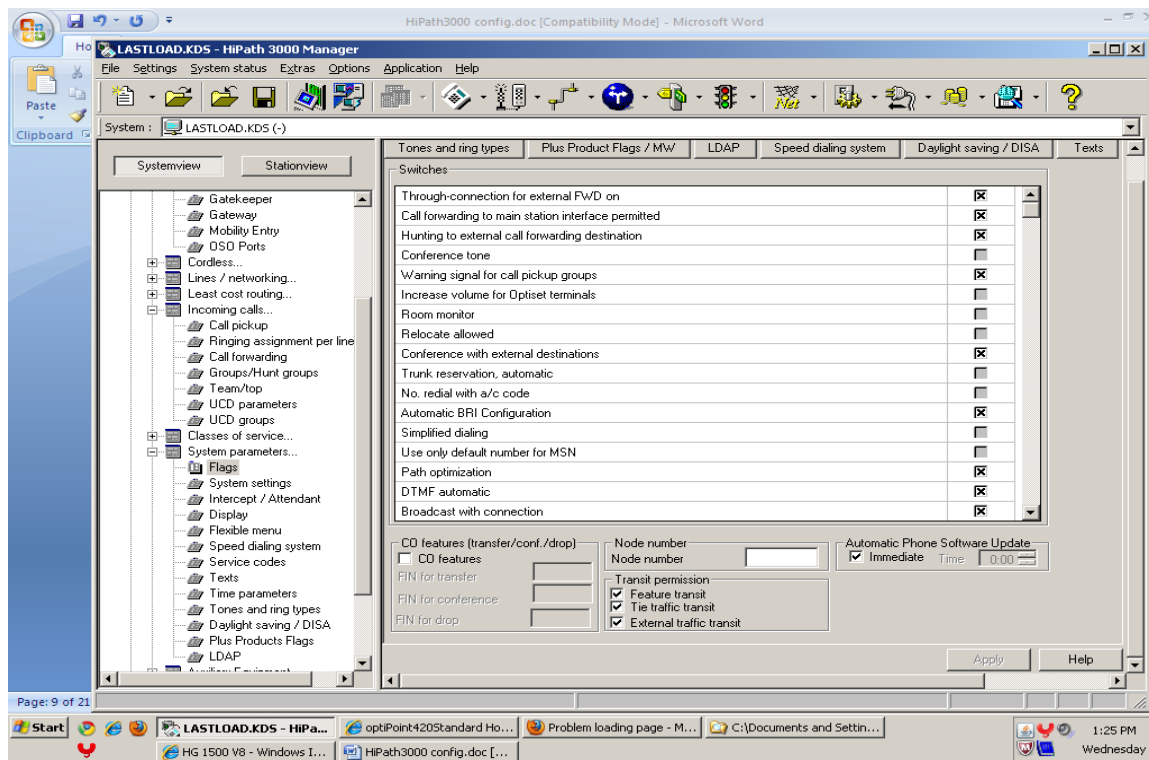 HiPath3000 config.doc [Compatibility Mode] - Microsoft Word
Ho
LASTLOAD.KDS - HiPath 3000 Manager
File Settings System status Extras Options Application Help
Paste
Clipboard
Net
System : LASTLOAD.KDS (-)
Systemview Stationview
Gatekeeper
Gateway
Mobility Entry
OSO Ports
Cordless...
Lines / networking...
Least cost routing...
Incoming calls...
Call pickup
Ringing assignment per line
Call forwarding
Groups/Hunt groups
Team/top
UCD parameters
UCD groups
Classes of service...
System parameters...
Flags
System settings
Intercept / Attendant
Display
Flexible menu
Speed dialing system
Service codes
Texts
Time parameters
Tones and ring types
Daylight saving / DISA
Plus Products Flags
LDAP
Tones and ring types Plus Product Flags / MW LDAP Speed dialing system Daylight saving / DISA Texts
Switches
Through-connection for external FWD on
Call forwarding to main station interface permitted
Hunting to external call forwarding destination
Conference tone
Warning signal for call pickup groups
Increase volume for Optiset terminals
Room monitor
Relocate allowed
Conference with external destinations
Trunk reservation, automatic
No. redial with a/c code
Automatic BRI Configuration
Simplified dialing
Use only default number for MSN
Path optimization
DTMF automatic
Broadcast with connection
CO features (transfer/conf./drop)
CO features
FIN for transfer
FIN for conference
FIN for drop
Node number
Node number
Transit permission
Feature transit
Tie traffic transit
External traffic transit
Automatic Phone Software Update
Immediate Time 0:00
Apply Help
Page: 9 of 21
Start LASTLOAD.KDS - HiPa... optiPoint420Standard Ho... Problem loading page - M... C:\Documents and Settin... 1:25 PM
HG 1500 V8 - Windows I... HiPath3000 config.doc [... Wednesday